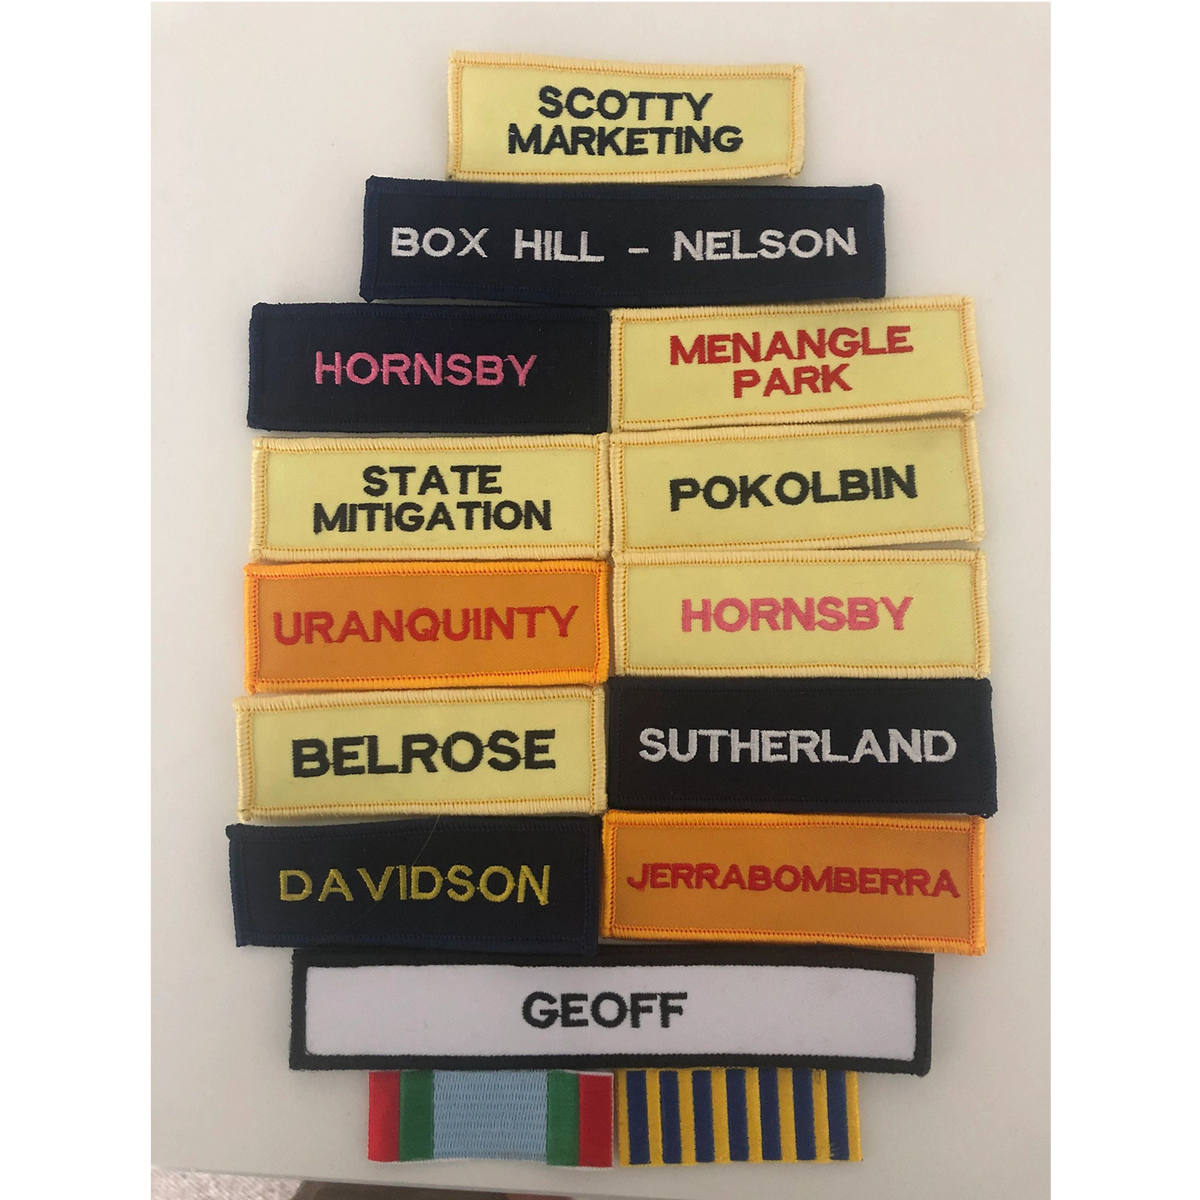 SCOTTY
MARKETING
BOX HILL - NELSON
HORNSBY
MENANGLE
PARK
STATE
MITIGATION
POKOLBIN
URANQUINTY
HORNSBY
BELROSE
SUTHERLAND
DAVIDSON
JERRABOMBERRA
GEOFF